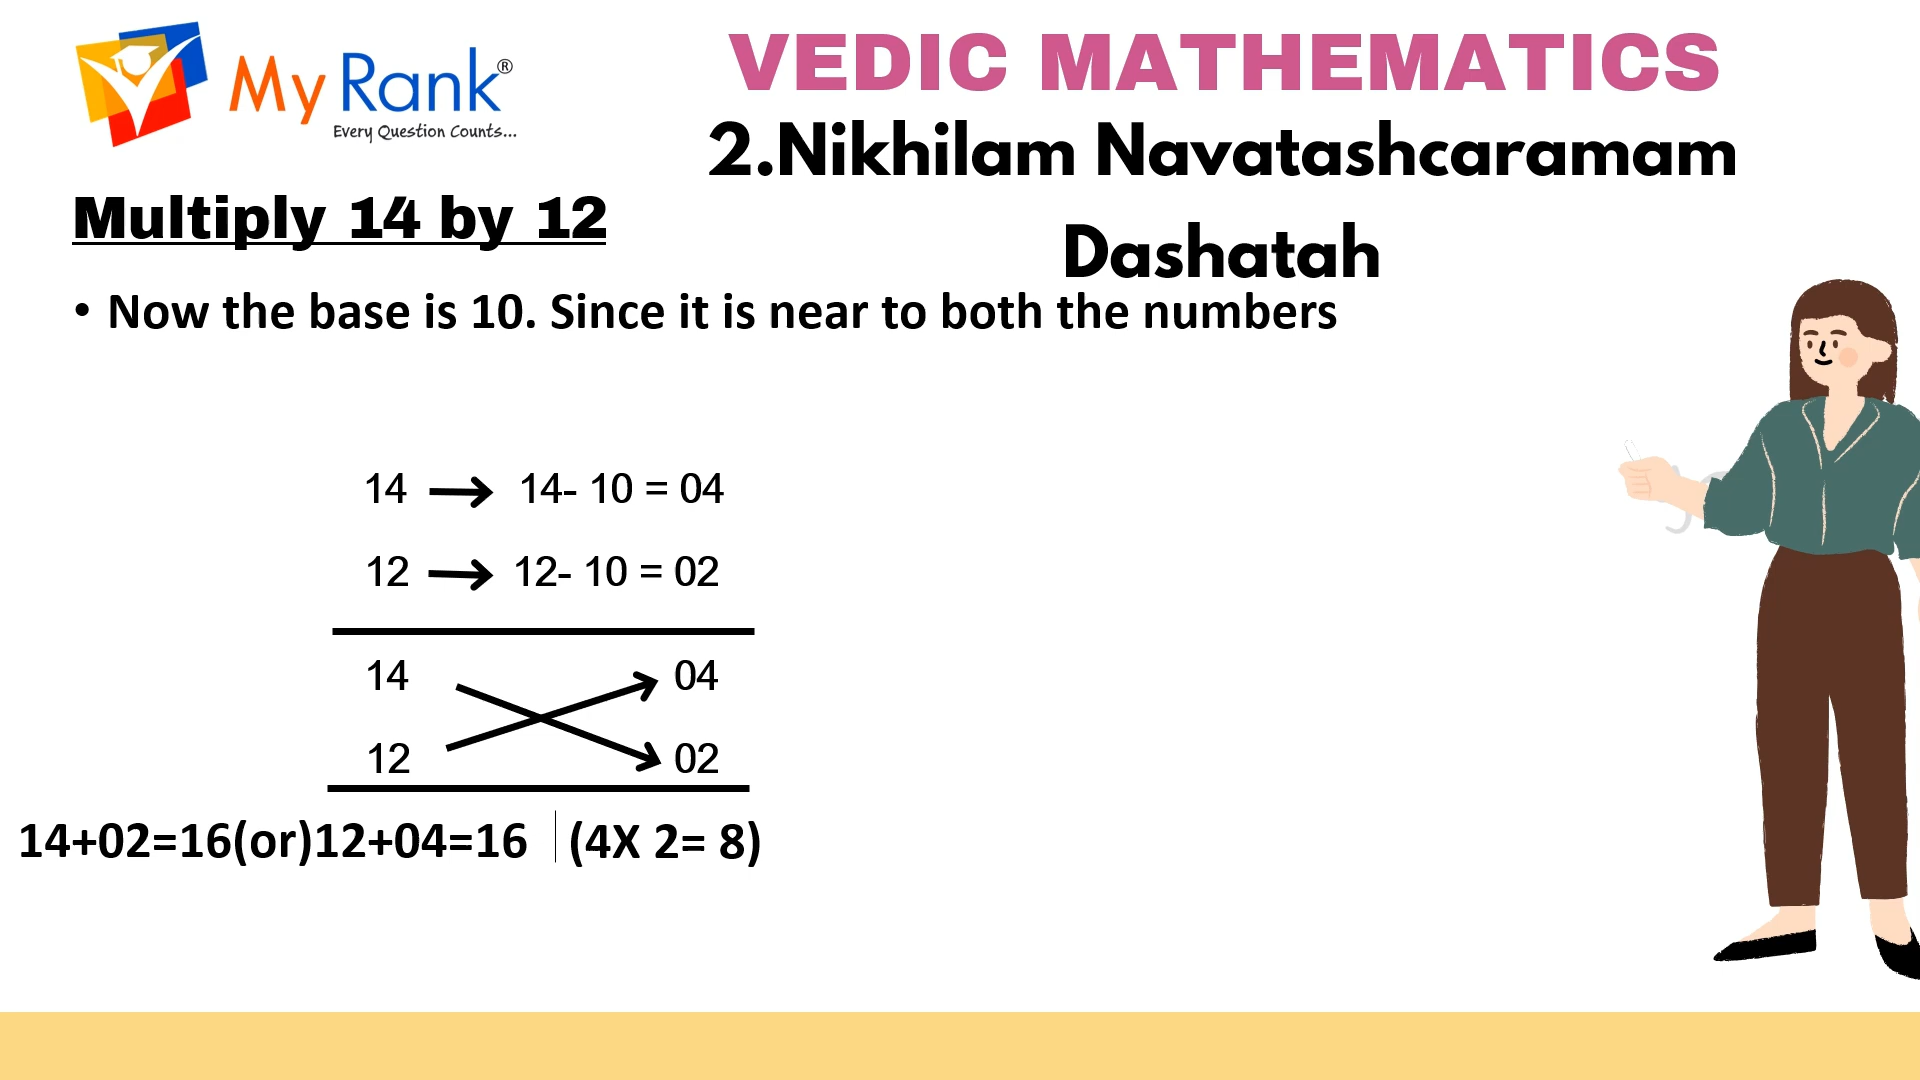 My Rank®
Every Question Counts...
VEDIC MATHEMATICS
2.Nikhilam Navatashcaramam
Dashatah
Multiply 14 by 12
• Now the base is 10. Since it is near to both the numbers
14 → 14- 10 = 04
12 → 12- 10 = 02
14 04
12 02
14+02=16(or)12+04=16 | (4X 2= 8)